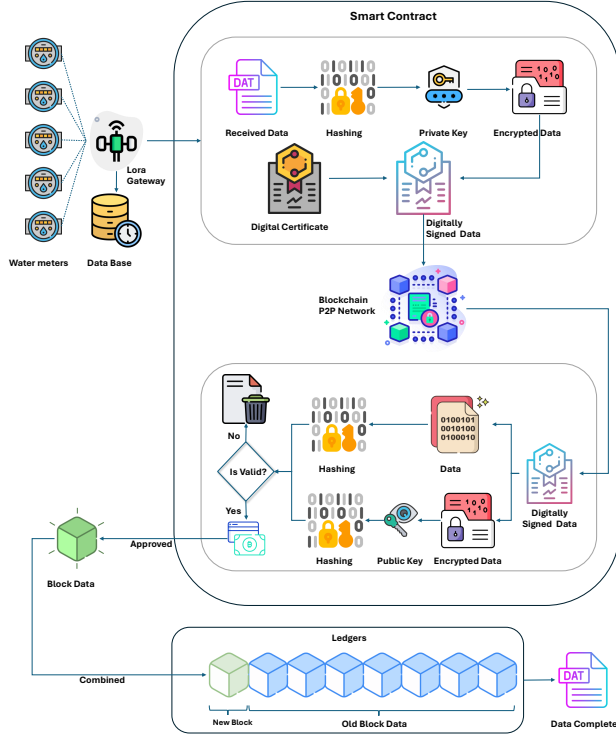 Smart Contract
DAT
Received Data
Hashing
Private Key
Encrypted Data
Lora
Gateway
Digital Certificate
Digitally
Signed Data
Water meters
Data Base
Blockchain
P2P Network
No
Is Valid?
Yes
Hashing
0100101
0010100
0100010
Data
Digitally
Signed Data
Hashing
Public Key
Encrypted Data
Approved
Block Data
Ledgers
Combined
New Block
Old Block Data
DAT
Data Complete